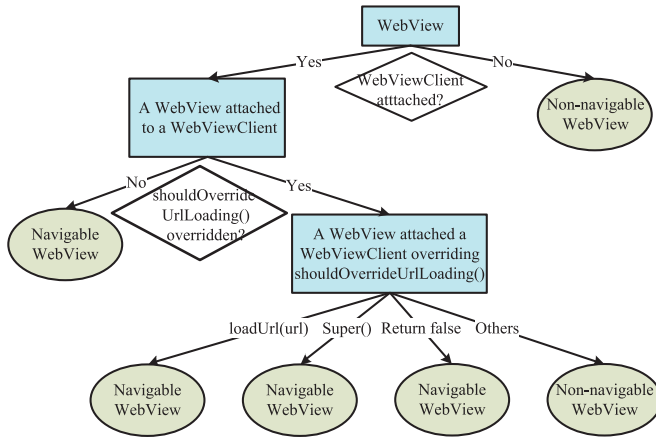 WebView
Yes
No
WebViewClient
atttached?
A WebView attached
to a WebViewClient
Non-navigable
WebView
No
shouldOverride
UrlLoading()
overridden?
Yes
Navigable
WebView
A WebView attached a
WebViewClient overriding
shouldOverrideUrlLoading()
loadUrl(url)
Super()
Return false
Others
Navigable
WebView
Navigable
WebView
Navigable
WebView
Non-navigable
WebView